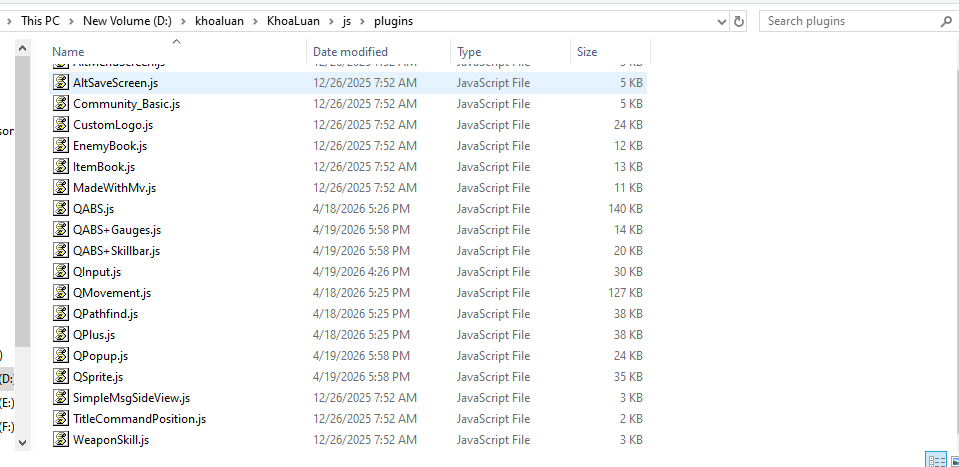 This PC > New Volume (D:) > khoaluan > KhoaLuan > js > plugins
Search plugins
Name Date modified Type Size
AltMenuScreen.js 12/26/2025 7:52 AM JavaScript File 3 KB
AltSaveScreen.js 12/26/2025 7:52 AM JavaScript File 5 KB
Community_Basic.js 12/26/2025 7:52 AM JavaScript File 5 KB
CustomLogo.js 12/26/2025 7:52 AM JavaScript File 24 KB
EnemyBook.js 12/26/2025 7:52 AM JavaScript File 12 KB
ItemBook.js 12/26/2025 7:52 AM JavaScript File 13 KB
MadeWithMv.js 12/26/2025 7:52 AM JavaScript File 11 KB
QABS.js 4/18/2026 5:26 PM JavaScript File 140 KB
QABS+Gauges.js 4/19/2026 5:58 PM JavaScript File 14 KB
QABS+Skillbar.js 4/19/2026 5:58 PM JavaScript File 20 KB
QInput.js 4/19/2026 4:26 PM JavaScript File 30 KB
QMovement.js 4/18/2026 5:25 PM JavaScript File 127 KB
QPathfind.js 4/18/2026 5:25 PM JavaScript File 38 KB
QPlus.js 4/18/2026 5:25 PM JavaScript File 38 KB
QPopup.js 4/19/2026 5:58 PM JavaScript File 24 KB
QSprite.js 4/19/2026 5:58 PM JavaScript File 35 KB
SimpleMsgSideView.js 12/26/2025 7:52 AM JavaScript File 3 KB
TitleCommandPosition.js 12/26/2025 7:52 AM JavaScript File 2 KB
WeaponSkill.js 12/26/2025 7:52 AM JavaScript File 3 KB
(D:
(E:)
(F:)